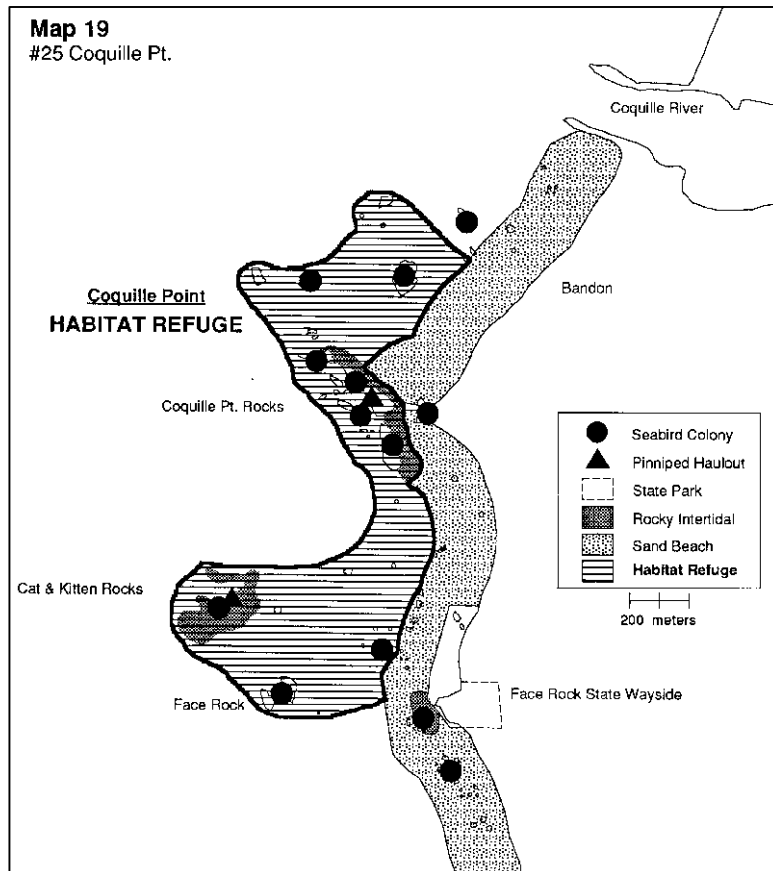 Map 19
#25 Coquille Pt.
Coquille River
Bandon
Coquille Point
HABITAT REFUGE
Coquille Pt. Rocks
Seabird Colony
Pinniped Haulout
State Park
Rocky Intertidal
Sand Beach
Habitat Refuge
200 meters
Cat & Kitten Rocks
Face Rock
Face Rock State Wayside